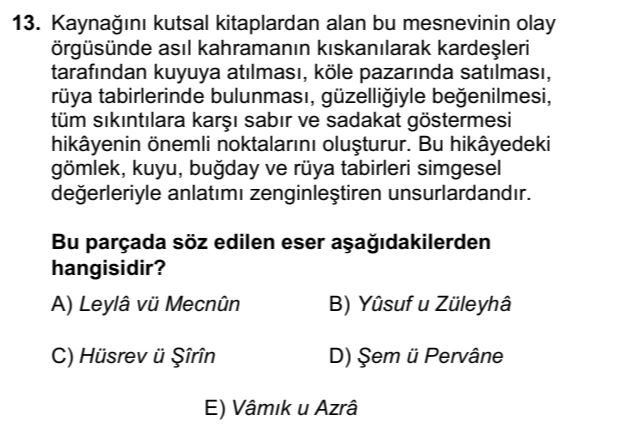 13. Kaynağını kutsal kitaplardan alan bu mesnevinin olay
örgüsünde asıl kahramanın kıskanılarak kardeşleri
tarafından kuyuya atılması, köle pazarında satılması,
rüya tabirlerinde bulunması, güzelliğiyle beğenilmesi,
tüm sıkıntılara karşı sabır ve sadakat göstermesi
hikâyenin önemli noktalarını oluşturur. Bu hikâyedeki
gömlek, kuyu, buğday ve rüya tabirleri simgesel
değerleriyle anlatımı zenginleştiren unsurlardandır.
Bu parçada söz edilen eser aşağıdakilerden
hangisidir?
A) Leylâ vü Mecnûn B) Yûsuf u Züleyhâ
C) Hüsrev ü Şîrîn D) Şem ü Pervâne
E) Vâmık u Azrâ